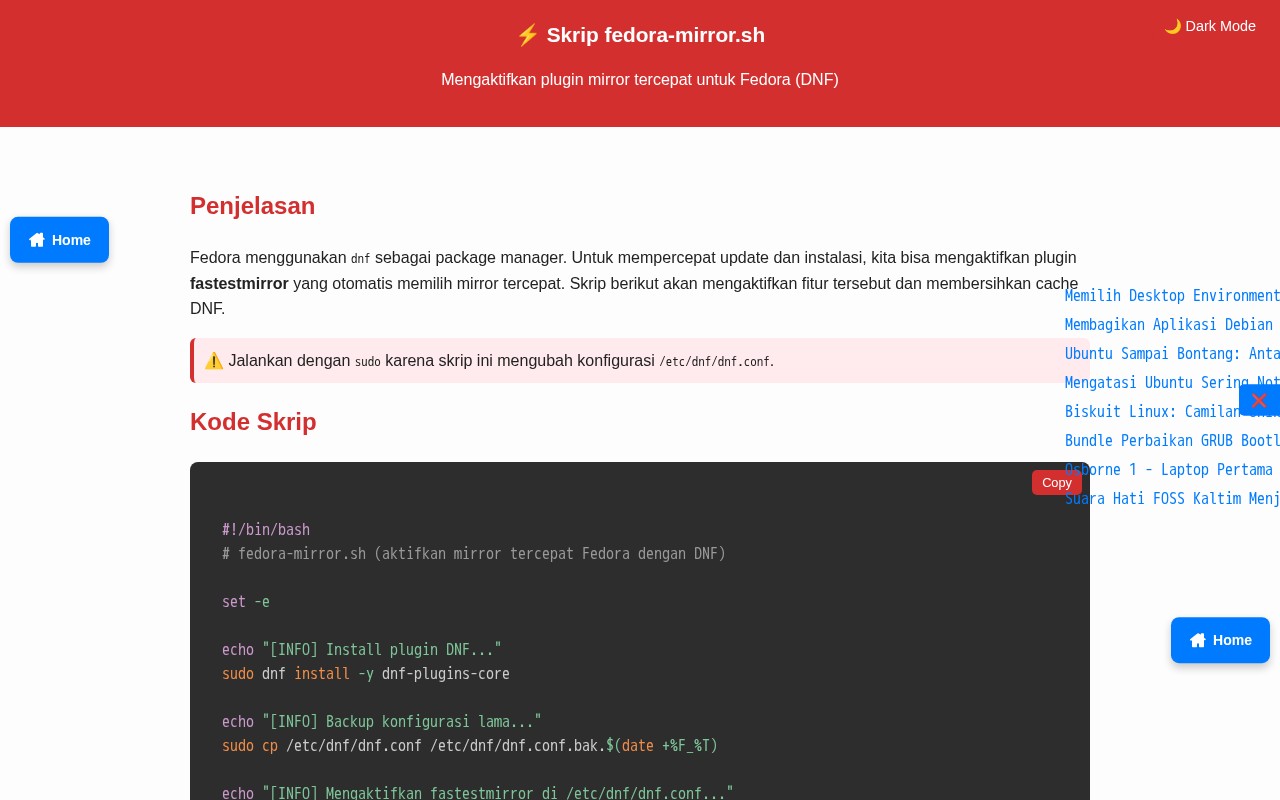 ⚡ Skrip fedora-mirror.sh
🌙 Dark Mode
Mengaktifkan plugin mirror tercepat untuk Fedora (DNF)
Penjelasan
Home
Fedora menggunakan dnf sebagai package manager. Untuk mempercepat update dan instalasi, kita bisa mengaktifkan plugin
fastestmirror yang otomatis memilih mirror tercepat. Skrip berikut akan mengaktifkan fitur tersebut dan membersihkan cache
DNF.
⚠️ Jalankan dengan sudo karena skrip ini mengubah konfigurasi /etc/dnf/dnf.conf.
Memilih Desktop Environment
Membagikan Aplikasi Debian
Ubuntu Sampai Bontang: Anta
Mengatasi Ubuntu Sering Not
Biskuit Linux: Camilan
Bundle Perbaikan GRUB Bootl
Osborne 1 - Laptop Pertama
Suara Hati FOSS Kaltim Menj
Kode Skrip
Copy
#!/bin/bash
# fedora-mirror.sh (aktifkan mirror tercepat Fedora dengan DNF)
set -e
echo "[INFO] Install plugin DNF..."
sudo dnf install -y dnf-plugins-core
echo "[INFO] Backup konfigurasi lama..."
sudo cp /etc/dnf/dnf.conf /etc/dnf/dnf.conf.bak.$(date +%F_%T)
echo "[INFO] Mengaktifkan fastestmirror di /etc/dnf/dnf.conf..."
Home